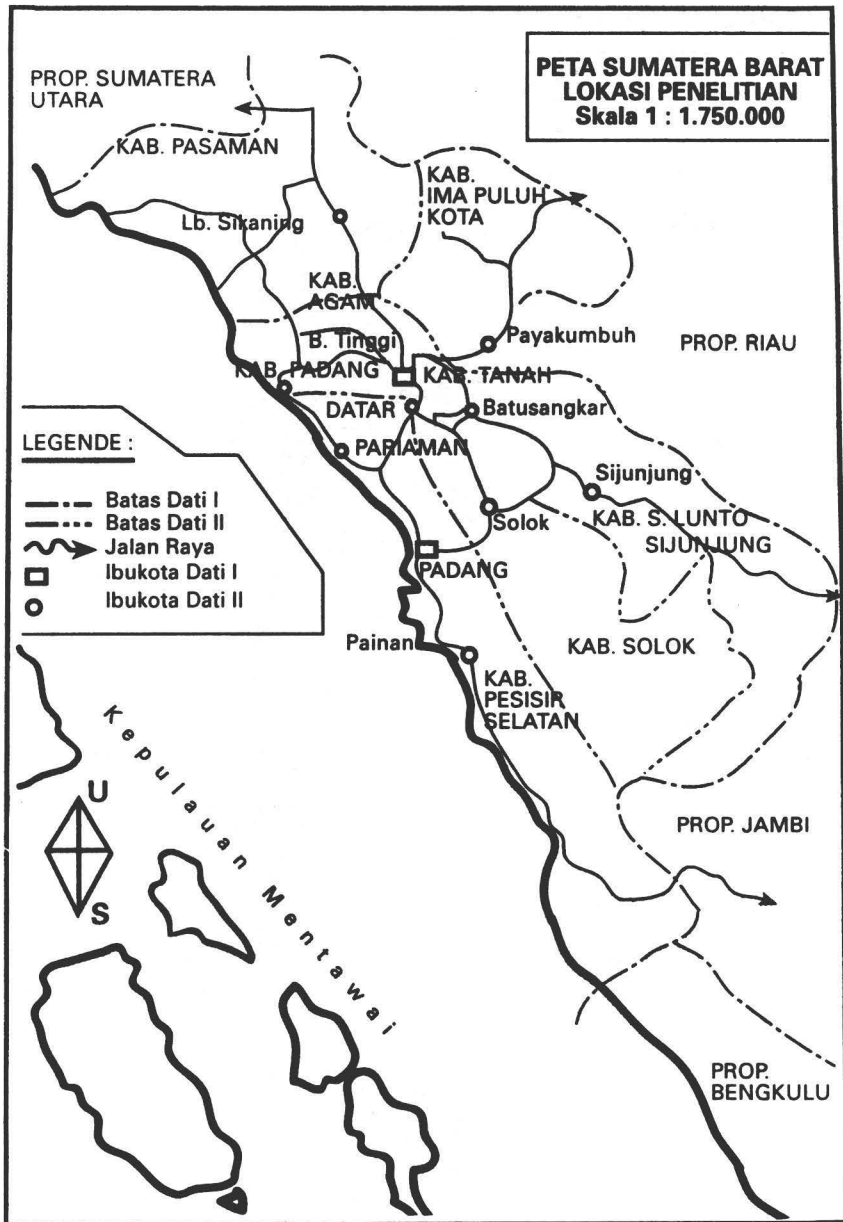 PETA SUMATERA BARAT
LOKASI PENELITIAN
Skala 1 : 1.750.000
PROP. SUMATERA
UTARA
KAB. PASAMAN
KAB.
IMA PULUH
KOTA
Lb. Sikaning
KAB.
AGAM
B. Tinggi
Payakumbuh
PROP. RIAU
KAB. PADANG
KAB. TANAH
DATAR
Batusangkar
PARIAMAN
Sijunjung
Solok
KAB. S. LUNTO
SIJUNJUNG
PADANG
Painan
KAB. SOLOK
KAB.
PESISIR
SELATAN
PROP. JAMBI
PROP.
BENGKULU
LEGENDE :
Batas Dati I
Batas Dati II
Jalan Raya
Ibukota Dati I
Ibukota Dati II
Kepulauan Mentawai
U
S